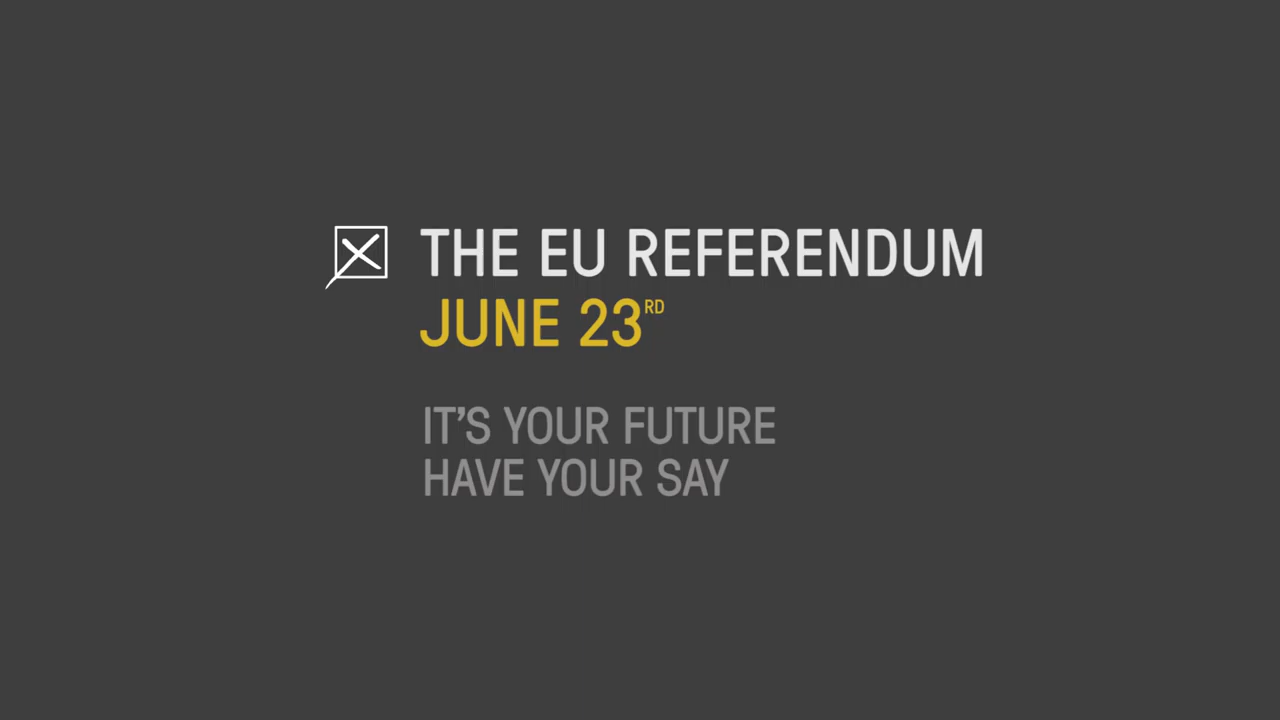 THE EU REFERENDUM
JUNE 23RD
IT'S YOUR FUTURE
HAVE YOUR SAY